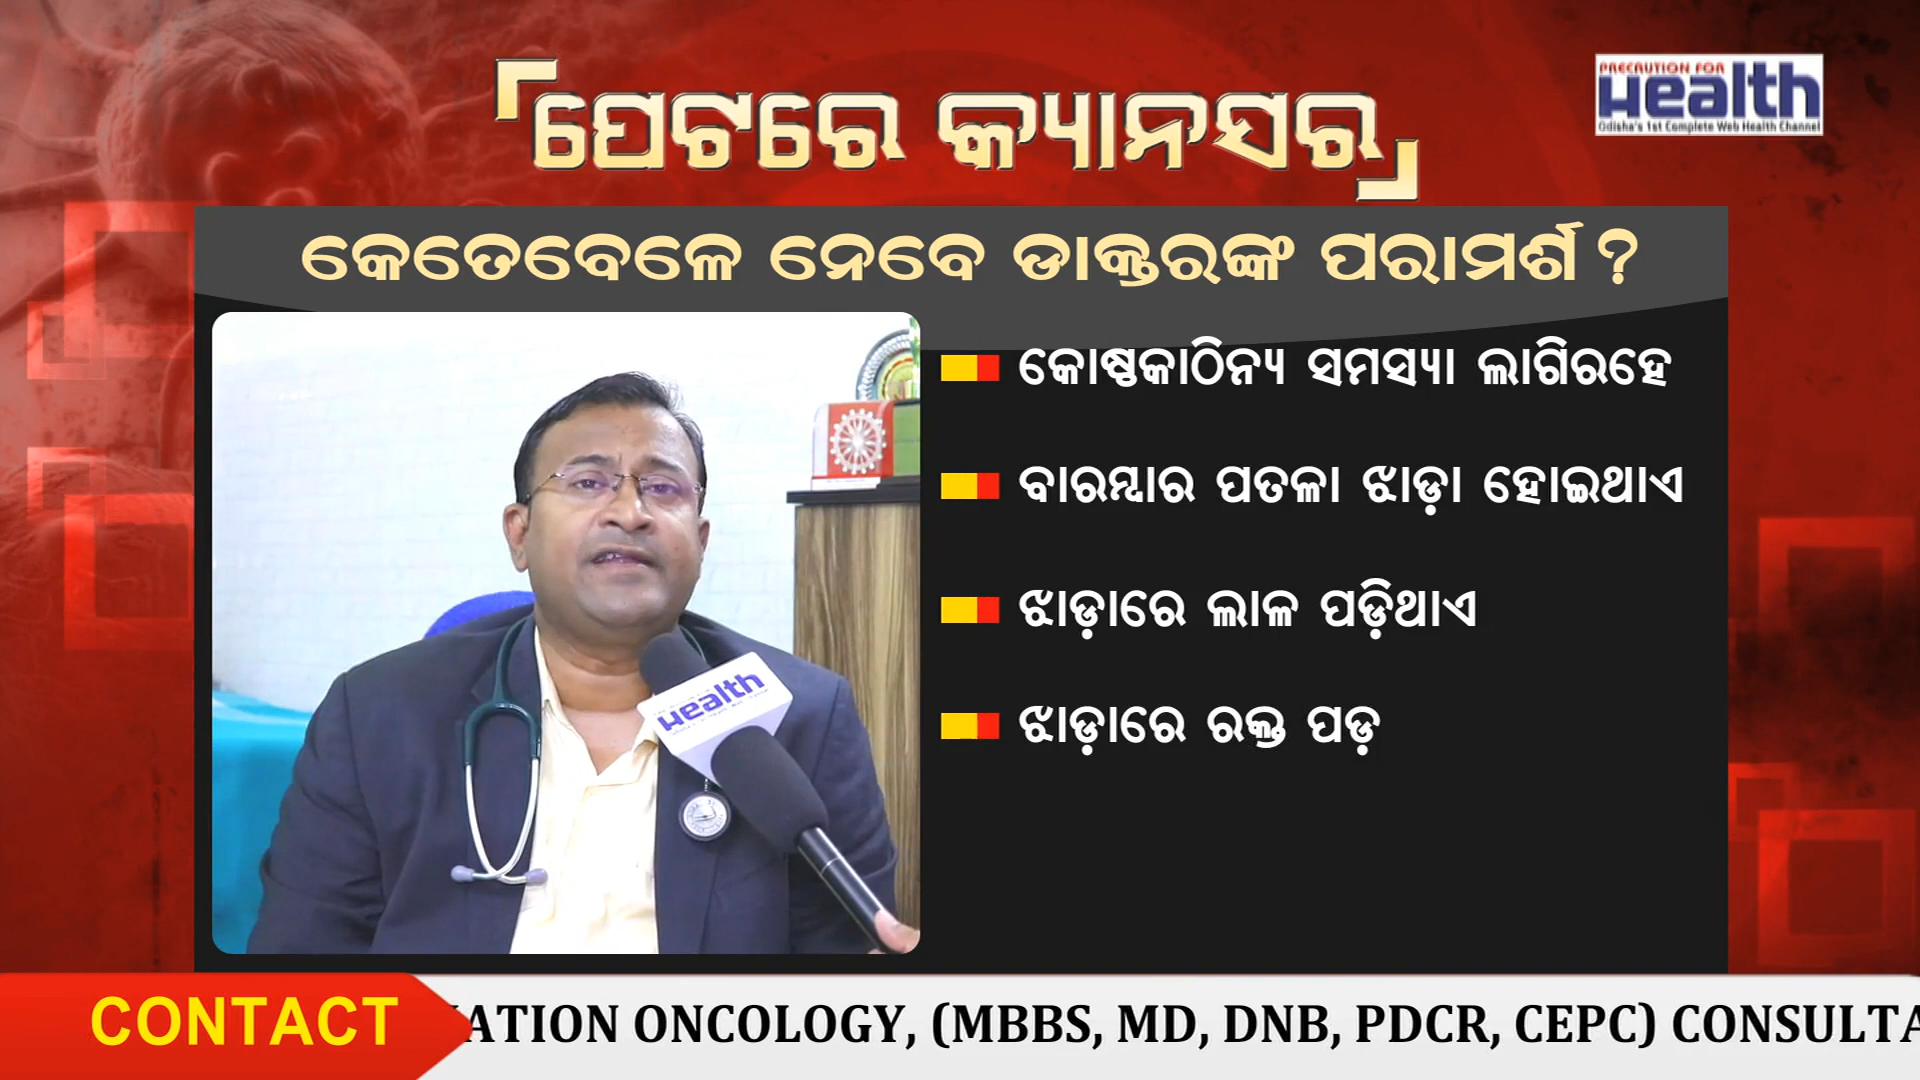 PRECAUTION FOR
Health
Odisha's 1st Complete Web Health Channel
「ପେଟରେ କ୍ୟାନସର」
କେତେବେଳେ ନେବେ ଡାକ୍ତରଙ୍କ ପରାମର୍ଶ ?
କୋଷ୍ଠକାଠିନ୍ୟ ସମସ୍ୟା ଲାଗିରହେ
ବାରମ୍ବାର ପତଳା ଝାଡ଼ା ହୋଇଥାଏ
ଝାଡ଼ାରେ ଲାଳ ପଡ଼ିଥାଏ
ଝାଡ଼ାରେ ରକ୍ତ ପଡ଼
Health
CONTACT
ATION ONCOLOGY, (MBBS, MD, DNB, PDCR, CEPC) CONSULTA